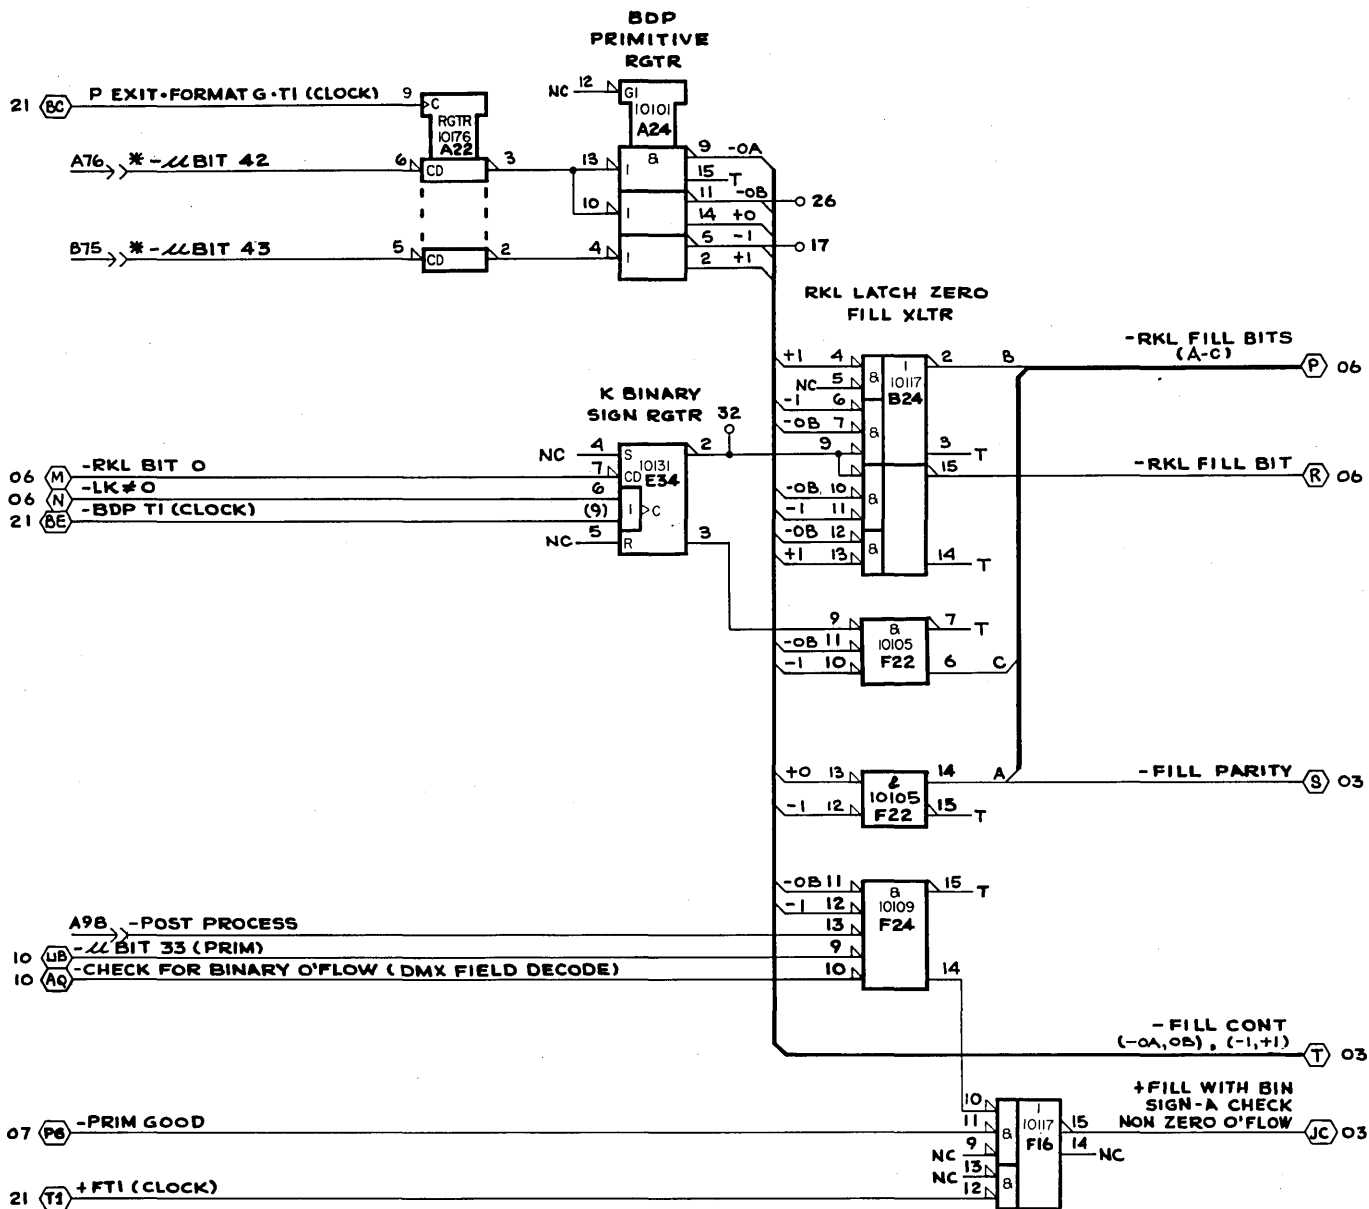 BDP
PRIMITIVE
RGTR
21 BC P EXIT·FORMAT G·T1 (CLOCK) 9
C
RGTR
10176
A22
NC 12
G1
10101
A24
A76 *-µBIT 42 6 CD 3 13 1 & 9 -0A
15 T
10 1 11 -0B 26
14 +0
B75 *-µBIT 43 5 CD 2 4 1 5 -1 17
2 +1
RKL LATCH ZERO
FILL XLTR
+1 4 & 1 10117 B24 2 B
NC 5
-1 6
-0B 7 &
9 3 T
15
-0B 10 &
-1 11
-0B 12 &
+1 13 14 T
-RKL FILL BITS
(A-C) P 06
-RKL FILL BIT R 06
K BINARY
SIGN RGTR 32
NC 4 S 10131 E34 2
06 M -RKL BIT 0 7 CD
06 N -LK≠0 6
21 BE -BDP T1 (CLOCK) (9) 1 C
NC 5 R 3
9 & 10105 F22 7 T
-0B 11
-1 10 6 C
+0 13 & 10105 F22 14 A -FILL PARITY S 03
-1 12 15 T
-0B 11 & 10109 F24 15 T
-1 12
A98 -POST PROCESS 13
10 UB -µBIT 33 (PRIM) 9
10 AQ -CHECK FOR BINARY O'FLOW (DMX FIELD DECODE) 10 14
-FILL CONT
(-0A,0B), (-1,+1) T 03
+FILL WITH BIN
SIGN-A CHECK
NON ZERO O'FLOW JC 03
10 1 10117 F16 15
07 P6 -PRIM GOOD 11 &
NC 9 14 NC
NC 13 &
21 T1 +FT1 (CLOCK) 12